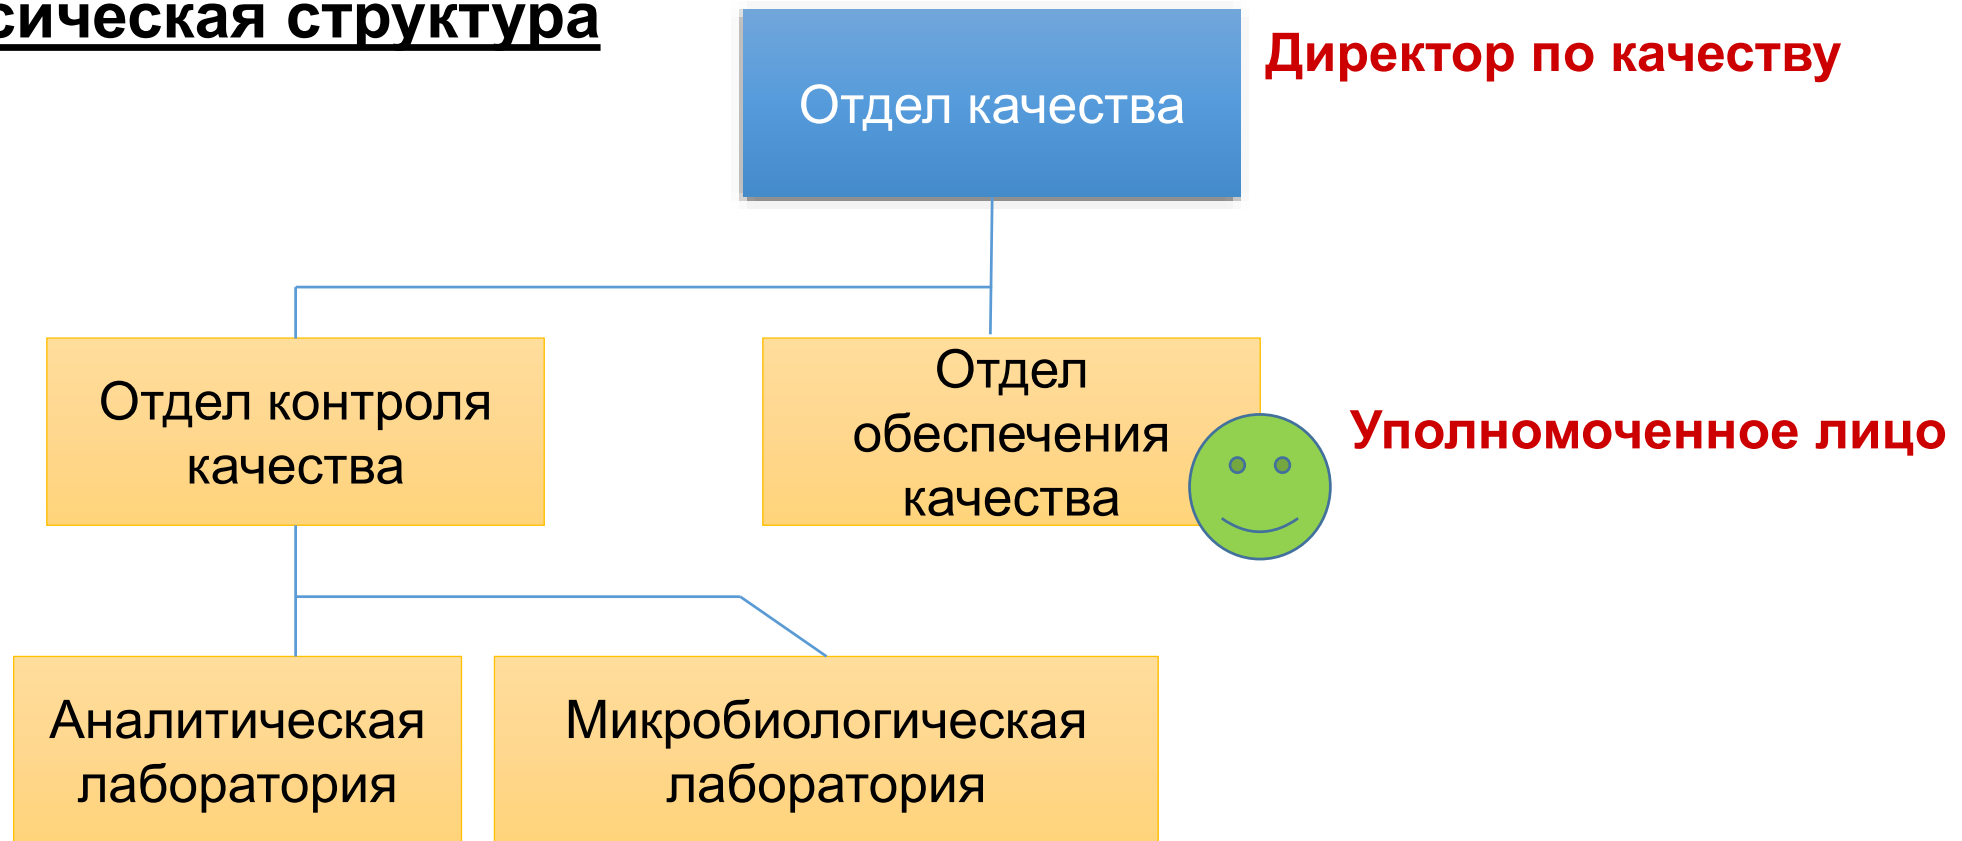 сическая структура
Директор по качеству
Отдел качества
Отдел контроля
качества
Отдел
обеспечения
качества
Уполномоченное лицо
Аналитическая
лаборатория
Микробиологическая
лаборатория